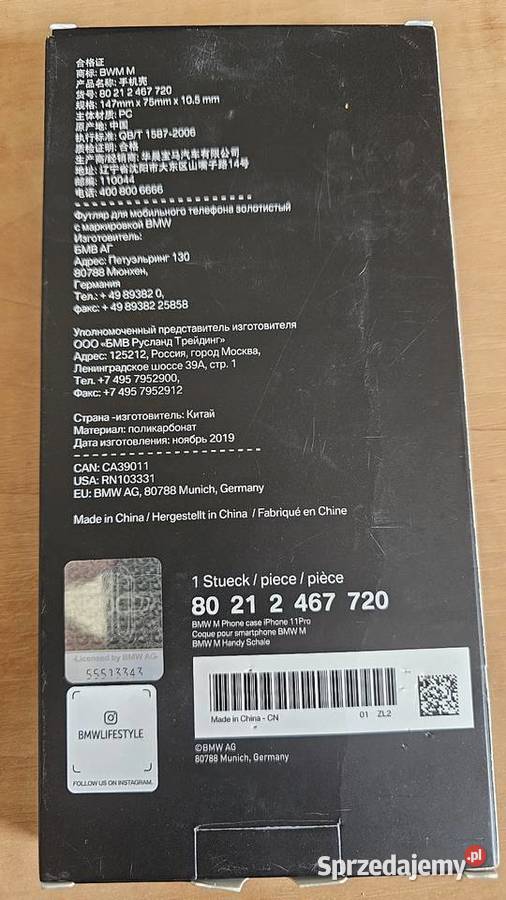 合格证
商标: BWM M
产品名称: 手机壳
货号: 80 21 2 467 720
规格: 147mm x 75mm x 10.5 mm
主体材质: PC
原产地: 中国
执行标准: QB/T 1587-2006
质检证明: 合格
生产商/经销商: 华晨宝马汽车有限公司
地址: 辽宁省沈阳市大东区山嘴子路14号
邮编: 110044
电话: 400 800 6666
Футляр для мобильного телефона золотистый
с маркировкой BMW
Изготовитель:
БМВ АГ
Адрес: Петуэльринг 130
80788 Мюнхен,
Германия
Тел.: + 49 89382 0,
факс: + 49 89382 25858
Уполномоченный представитель изготовителя
ООО «БМВ Русланд Трейдинг»
Адрес: 125212, Россия, город Москва,
Ленинградское шоссе 39А, стр. 1
Тел. +7 495 7952900,
Факс: +7 495 7952912
Страна -изготовитель: Китай
Материал: поликарбонат
Дата изготовления: ноябрь 2019
CAN: CA39011
USA: RN103331
EU: BMW AG, 80788 Munich, Germany
Made in China / Hergestellt in China / Fabriqué en Chine
1 Stueck / piece / pièce
80 21 2 467 720
BMW M Phone case iPhone 11Pro
Coque pour smartphone BMW M
BMW M Handy Schale
-Licensed by BMW AG-
55513343
Made in China - CN 01 ZL2
BMWLIFESTYLE
FOLLOW US ON INSTAGRAM.
©BMW AG
80788 Munich, Germany
Sprzedajemy.pl